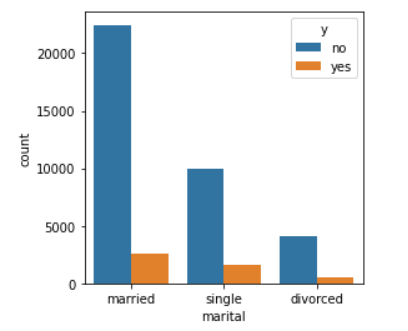 y
no
yes
20000
15000
10000
5000
0
count
married single divorced
marital